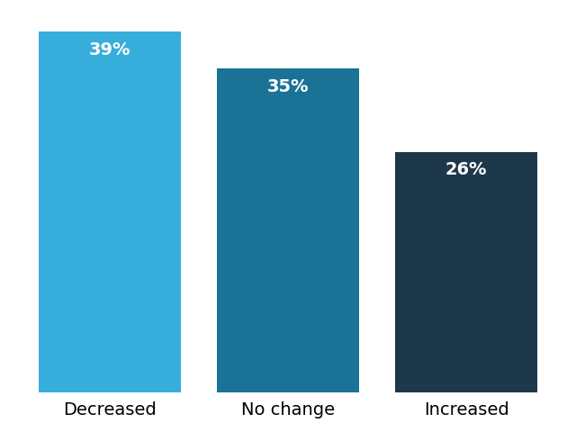 39%
35%
26%
Decreased
No change
Increased